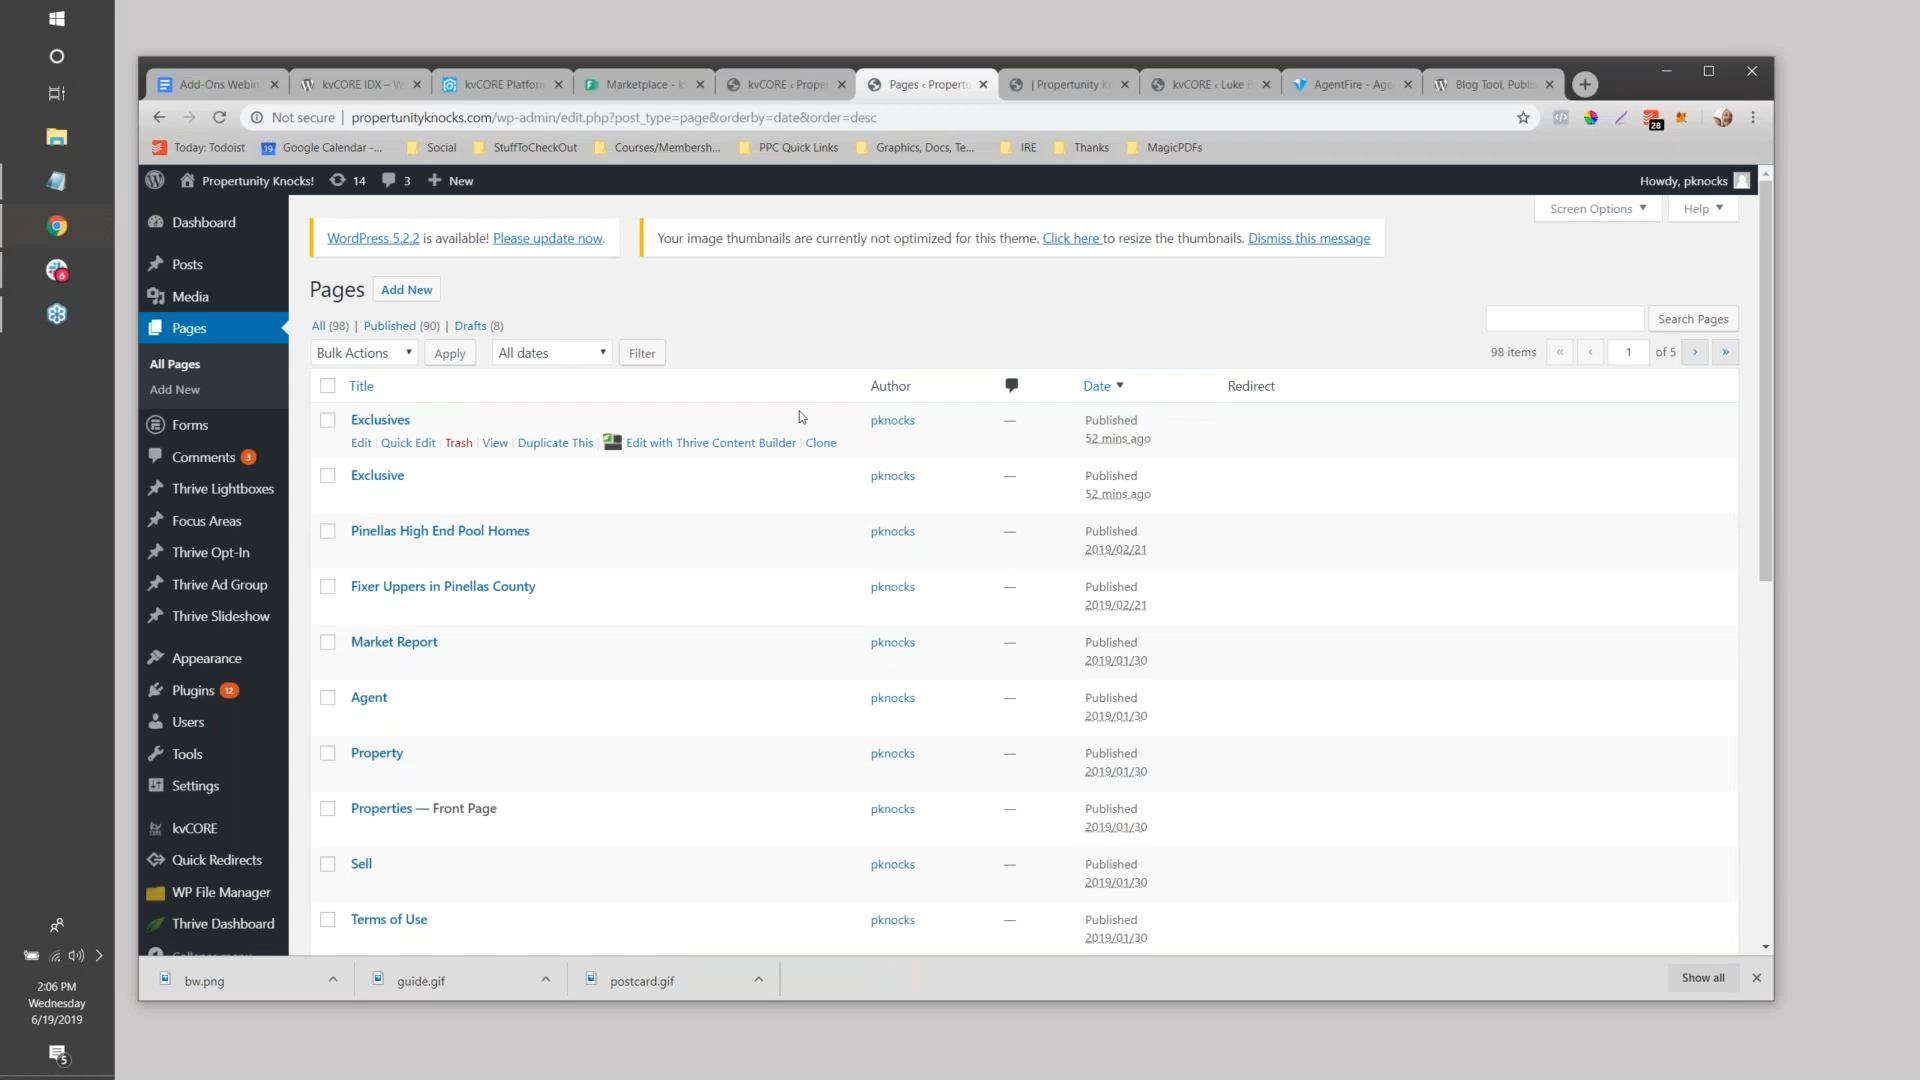 Add-Ons Webin
kvCORE IDX – W
kvCORE Platform
Marketplace - k
kvCORE ‹ Proper
Pages ‹ Propert
| Propertunity K
kvCORE ‹ Luke B
AgentFire - Age
Blog Tool, Publis
Not secure | propertunityknocks.com/wp-admin/edit.php?post_type=page&orderby=date&order=desc
28
Today: Todoist
19 Google Calendar -...
Social
StuffToCheckOut
Courses/Membersh...
PPC Quick Links
Graphics, Docs, Te...
IRE
Thanks
MagicPDFs
Propertunity Knocks! 14 3 New
Howdy, pknocks
Screen Options
Help
Dashboard
Posts
Media
Pages
All Pages
Add New
Forms
Comments 3
Thrive Lightboxes
Focus Areas
Thrive Opt-In
Thrive Ad Group
Thrive Slideshow
Appearance
Plugins 12
Users
Tools
Settings
kvCORE
Quick Redirects
WP File Manager
Thrive Dashboard
WordPress 5.2.2 is available! Please update now.
Your image thumbnails are currently not optimized for this theme. Click here to resize the thumbnails. Dismiss this message
Pages Add New
All (98) | Published (90) | Drafts (8)
Search Pages
Bulk Actions Apply All dates Filter
98 items « ‹ 1 of 5 › »
Title Author Date Redirect
Exclusives pknocks — Published
52 mins ago
Edit | Quick Edit | Trash | View | Duplicate This | Edit with Thrive Content Builder | Clone
Exclusive pknocks — Published
52 mins ago
Pinellas High End Pool Homes pknocks — Published
2019/02/21
Fixer Uppers in Pinellas County pknocks — Published
2019/02/21
Market Report pknocks — Published
2019/01/30
Agent pknocks — Published
2019/01/30
Property pknocks — Published
2019/01/30
Properties — Front Page pknocks — Published
2019/01/30
Sell pknocks — Published
2019/01/30
Terms of Use pknocks — Published
2019/01/30
bw.png
guide.gif
postcard.gif
Show all
6
2:06 PM
Wednesday
6/19/2019
5